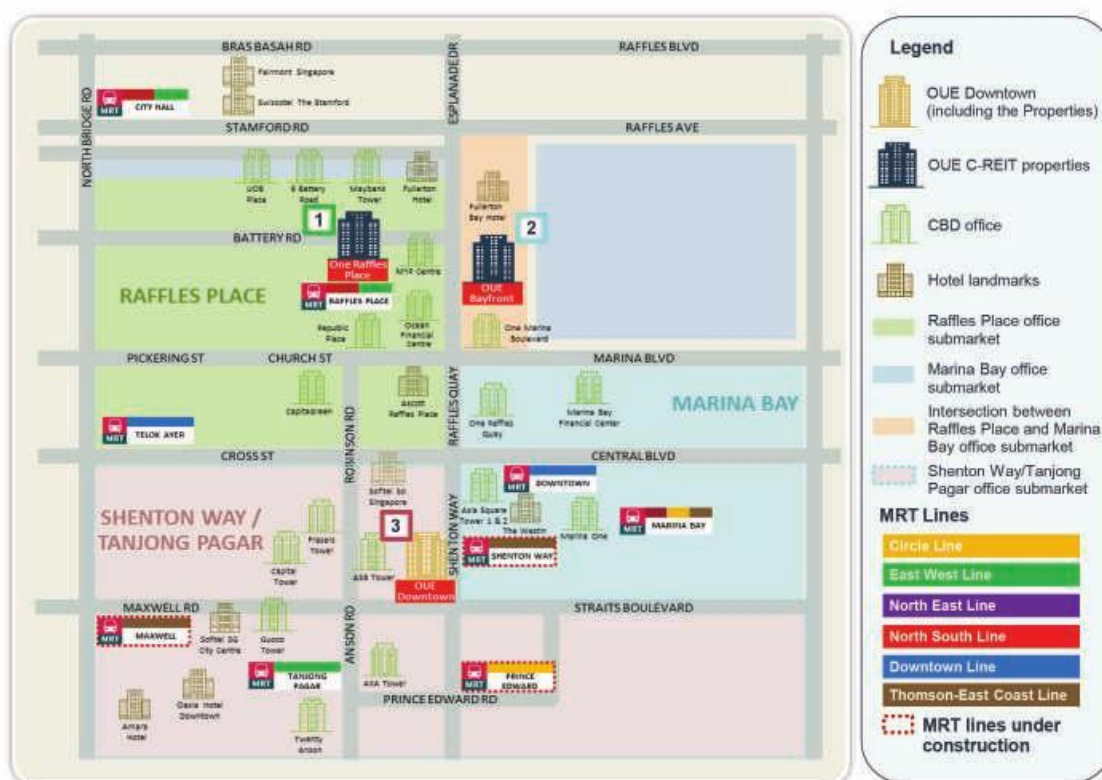 BRAS BASAH RD
RAFFLES BLVD
ESPLANADE DR
NORTH BRIDGE RD
Fairmont Singapore
MRT
CITY HALL
Swissotel The Stamford
STAMFORD RD
RAFFLES AVE
UOB
Plaza
6 Battery
Road
Maybank
Tower
Fullerton
Hotel
Fullerton
Bay Hotel
1
2
BATTERY RD
One Raffles
Place
MYP Centre
OUE
Bayfront
RAFFLES PLACE
MRT
RAFFLES PLACE
Republic
Place
Ocean
Financial
Centre
One Marina
Boulevard
PICKERING ST
CHURCH ST
MARINA BLVD
ROBINSON RD
RAFFLES QUAY
Capitagreen
Ascott
Raffles Place
One Raffles
Quay
Marina Bay
Financial Center
MARINA BAY
MRT
TELOK AYER
CROSS ST
CENTRAL BLVD
Sofitel So
Singapore
MRT
DOWNTOWN
SHENTON WAY /
TANJONG PAGAR
3
SHENTON WAY
Asia Square
Tower 1 & 2
The Westin
Marina One
MRT
MARINA BAY
Frasers
Tower
Capital
Tower
ASB Tower
OUE
Downtown
MRT
SHENTON WAY
MAXWELL RD
STRAITS BOULEVARD
ANSON RD
MRT
MAXWELL
Sofitel SG
City Centre
Guoco
Tower
MRT
TANJONG
PAGAR
AXA Tower
MRT
PRINCE
EDWARD
PRINCE EDWARD RD
Amara
Hotel
Oasia Hotel
Downtown
Twenty
Anson
Legend
OUE Downtown
(including the Properties)
OUE C-REIT properties
CBD office
Hotel landmarks
Raffles Place office
submarket
Marina Bay office
submarket
Intersection between
Raffles Place and Marina
Bay office submarket
Shenton Way/Tanjong
Pagar office submarket
MRT Lines
Circle Line
East West Line
North East Line
North South Line
Downtown Line
Thomson-East Coast Line
MRT lines under
construction